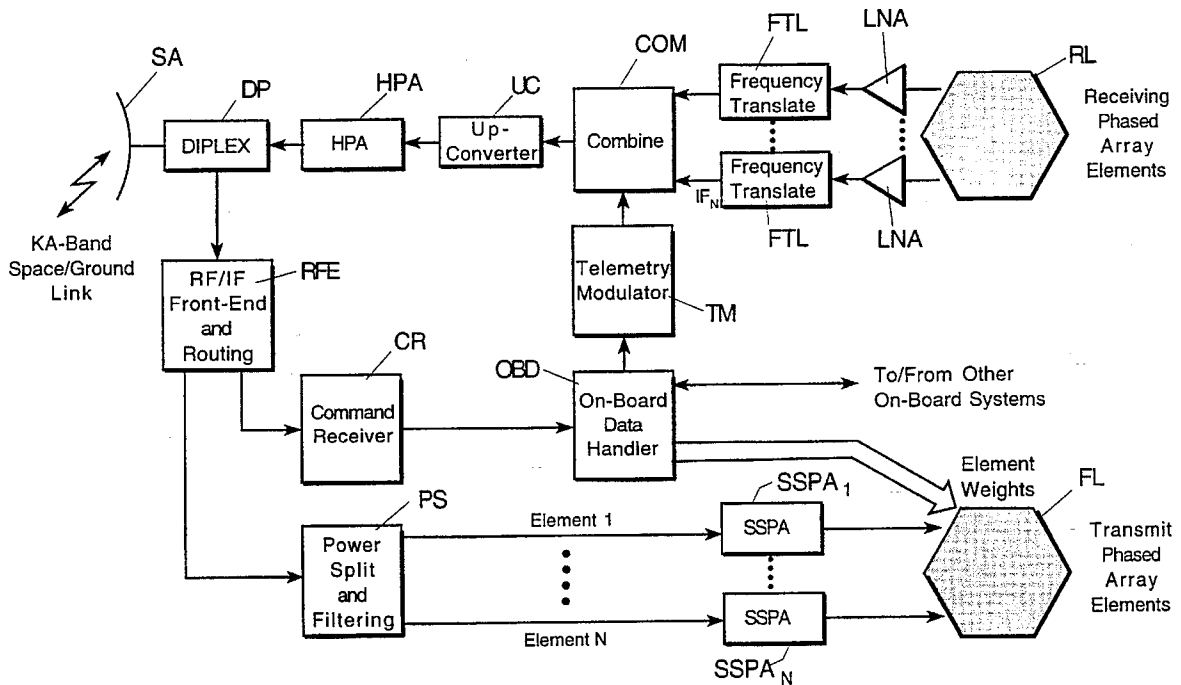 SA
DP
DIPLEX
HPA
HPA
UC
Up-
Converter
COM
Combine
FTL
Frequency
Translate
LNA
RL
Receiving
Phased
Array
Elements
Frequency
Translate
IF_N
FTL
LNA
KA-Band
Space/Ground
Link
RF/IF
Front-End
and
Routing
RFE
Telemetry
Modulator
TM
CR
Command
Receiver
OBD
On-Board
Data
Handler
To/From Other
On-Board Systems
Element
Weights
FL
Transmit
Phased
Array
Elements
PS
Power
Split
and
Filtering
Element 1
SSPA 1
SSPA
Element N
SSPA
SSPA N